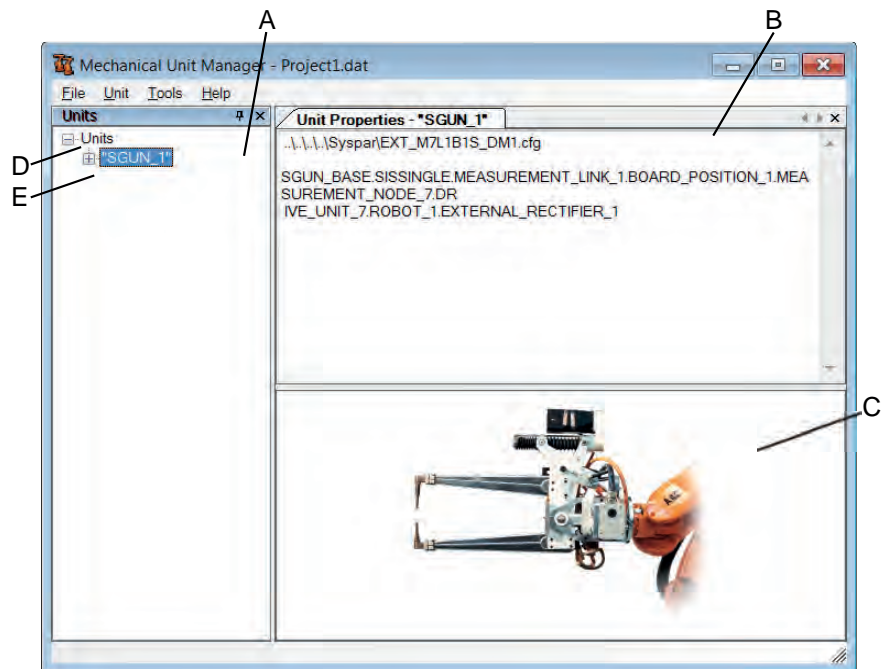 A
B
Mechanical Unit Manager - Project1.dat
File Unit Tools Help
Units
Unit Properties - "SGUN_1"
Units
..\..\..\..\Syspar\EXT_M7L1B1S_DM1.cfg
D
"SGUN_1"
E
SGUN_BASE.SISSINGLE.MEASUREMENT_LINK_1.BOARD_POSITION_1.MEA
SUREMENT_NODE_7.DR
IVE_UNIT_7.ROBOT_1.EXTERNAL_RECTIFIER_1
C